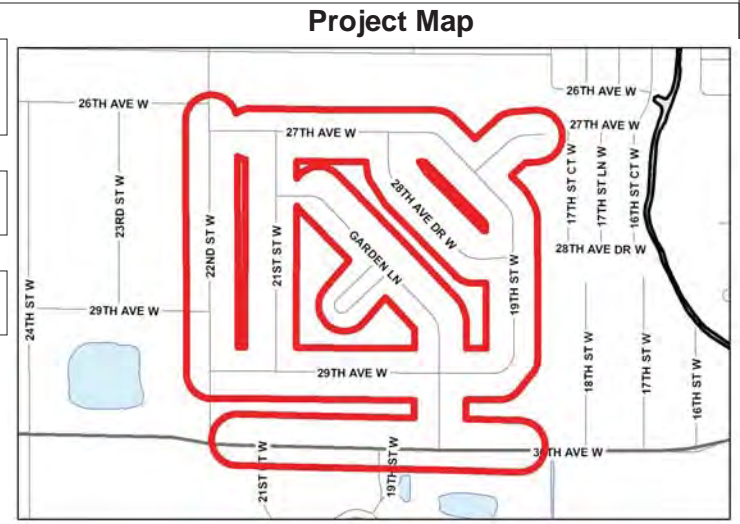 Project Map
26TH AVE W
26TH AVE W
27TH AVE W
27TH AVE W
23RD ST W
22ND ST W
21ST ST W
28TH AVE DR W
GARDEN LN
19TH ST W
17TH ST CT W
17TH ST LN W
16TH ST CT W
28TH AVE DR W
24TH ST W
29TH AVE W
29TH AVE W
18TH ST W
17TH ST W
16TH ST W
30TH AVE W
21ST CT W
19TH ST W